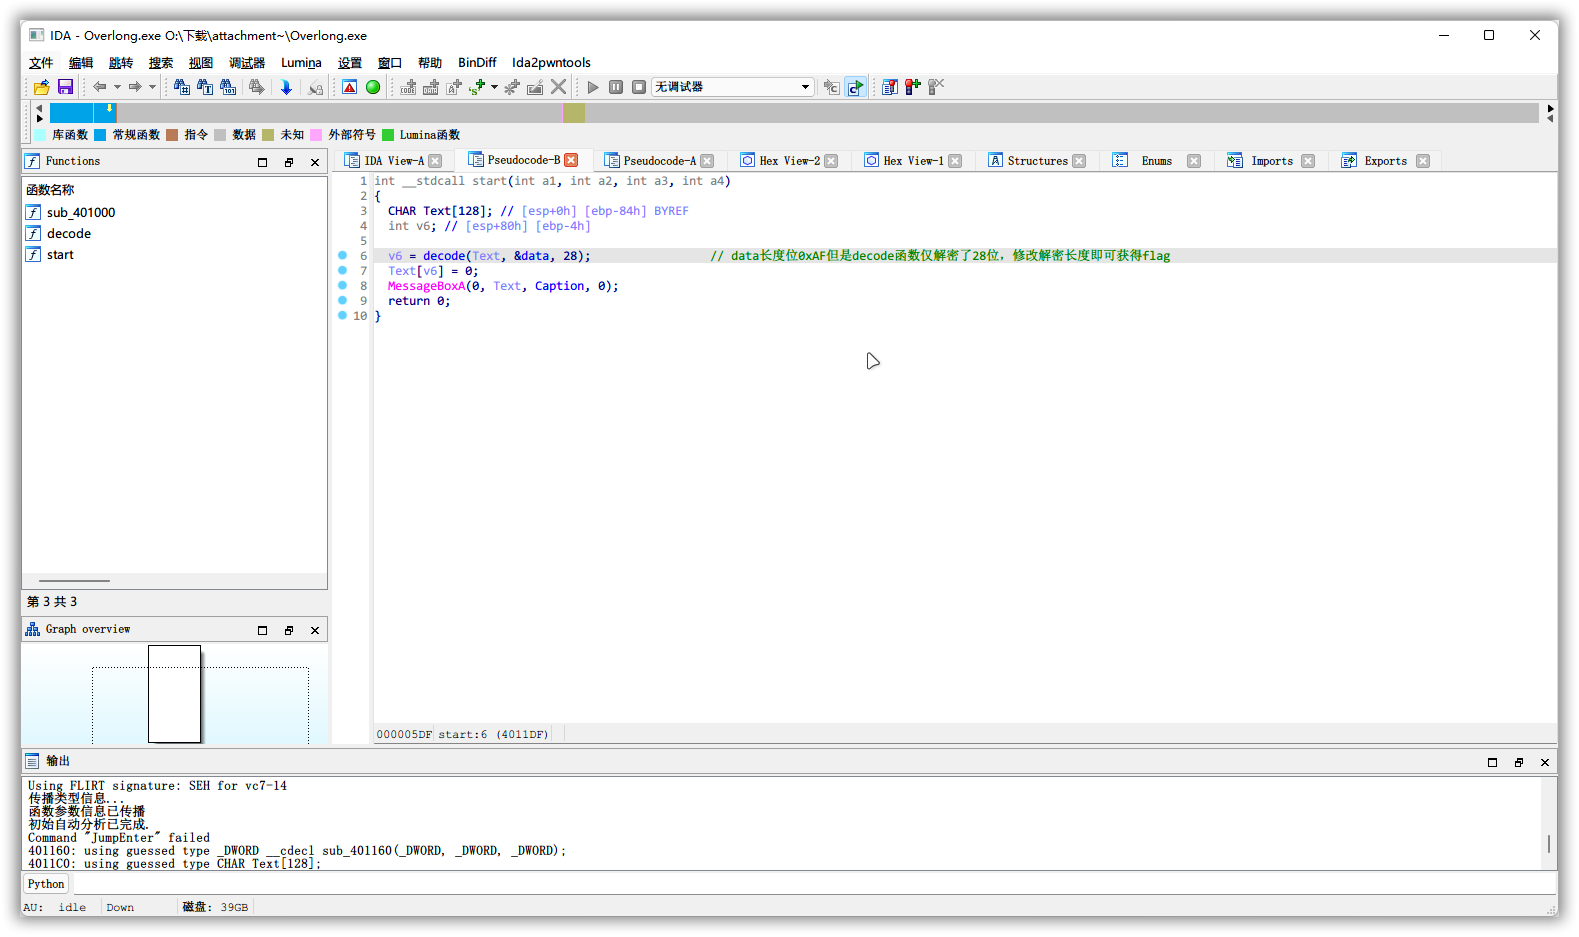 IDA - Overlong.exe O:\下载\attachment~\Overlong.exe
文件 编辑 跳转 搜索 视图 调试器 Lumina 设置 窗口 帮助 BinDiff Ida2pwntools
无调试器
库函数 常规函数 指令 数据 未知 外部符号 Lumina函数
Functions
函数名称
sub_401000
decode
start
第 3 共 3
Graph overview
IDA View-A Pseudocode-B Pseudocode-A Hex View-2 Hex View-1 Structures Enums Imports Exports
1 int __stdcall start(int a1, int a2, int a3, int a4)
2 {
3 CHAR Text[128]; // [esp+0h] [ebp-84h] BYREF
4 int v6; // [esp+80h] [ebp-4h]
5
6 v6 = decode(Text, &data, 28); // data长度位0xAF但是decode函数仅解密了28位，修改解密长度即可获得flag
7 Text[v6] = 0;
8 MessageBoxA(0, Text, Caption, 0);
9 return 0;
10 }
000005DF start:6 (4011DF)
输出
Using FLIRT signature: SEH for vc7-14
传播类型信息...
函数参数信息已传播
初始自动分析已完成.
Command "JumpEnter" failed
401160: using guessed type _DWORD __cdecl sub_401160(_DWORD, _DWORD, _DWORD);
4011C0: using guessed type CHAR Text[128];
Python
AU: idle Down 磁盘: 39GB